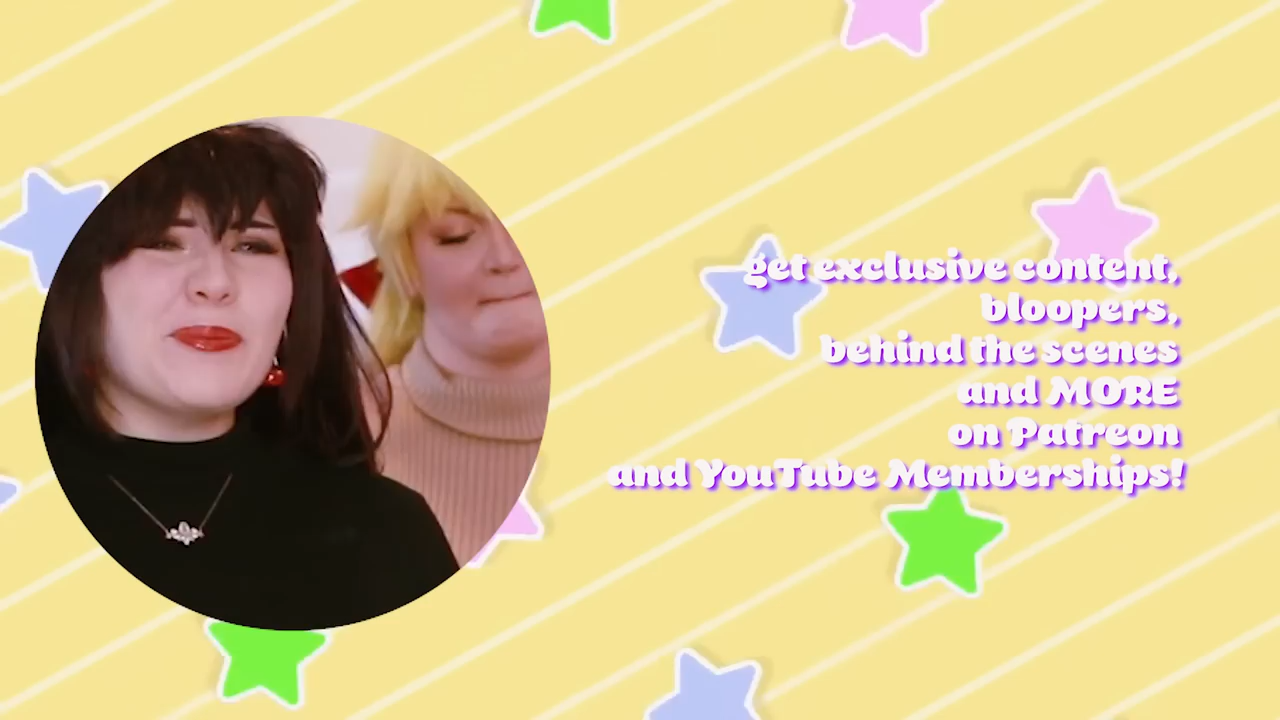 get exclusive content,
bloopers,
behind the scenes
and MORE
on Patreon
and YouTube Memberships!